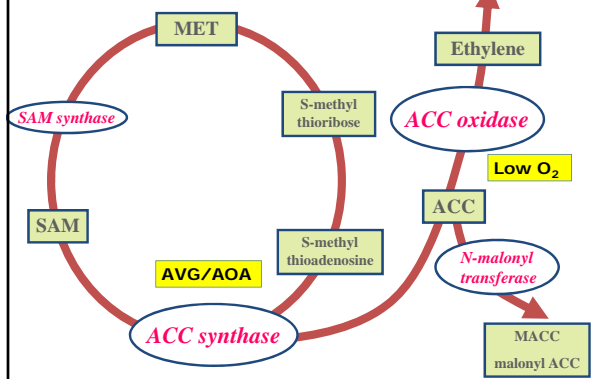 MET
Ethylene
SAM synthase
S-methyl
thioribose
ACC oxidase
Low O₂
SAM
ACC
S-methyl
thioadenosine
N-malonyl
transferase
AVG/AOA
ACC synthase
MACC
malonyl ACC